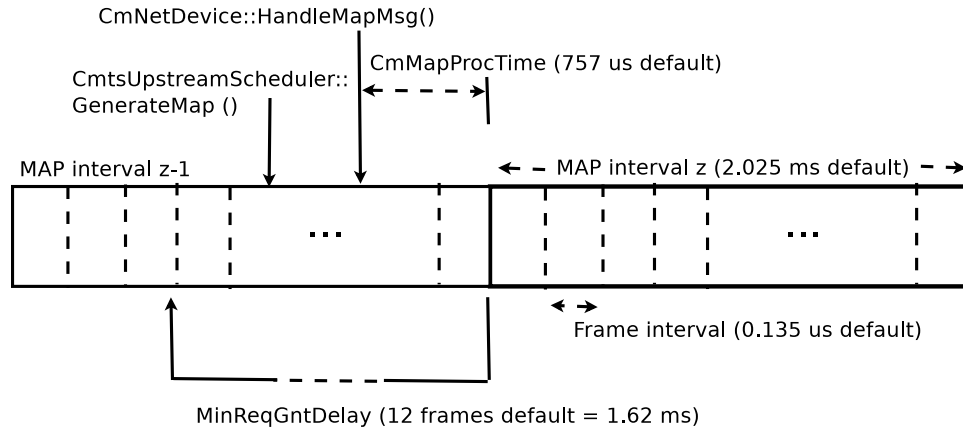 CmNetDevice::HandleMapMsg()
CmMapProcTime (757 us default)
CmtsUpstreamScheduler::
GenerateMap ()
MAP interval z-1
MAP interval z (2.025 ms default)
...
...
Frame interval (0.135 us default)
MinReqGntDelay (12 frames default = 1.62 ms)